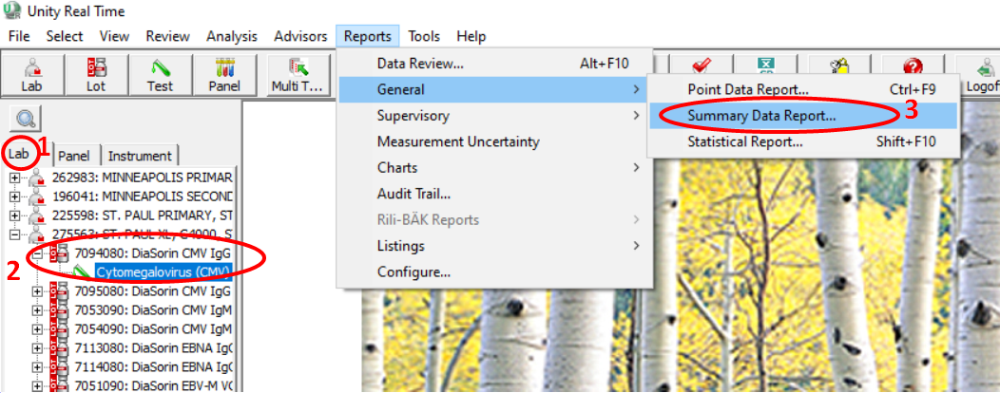 Unity Real Time
File Select View Review Analysis Advisors Reports Tools Help
Lab Lot Test Panel Multi T... Logof
Data Review... Alt+F10
General
Supervisory
Measurement Uncertainty
Charts
Audit Trail...
Rili-BÄK Reports
Listings
Configure...
Point Data Report... Ctrl+F9
Summary Data Report... 3
Statistical Report... Shift+F10
Lab 1 Panel Instrument
262983: MINNEAPOLIS PRIMAR
196041: MINNEAPOLIS SECOND
225598: ST. PAUL PRIMARY, ST
275563: ST. PAUL XL, C4000, S
7094080: DiaSorin CMV IgG
2 Cytomegalovirus (CMV)
7095080: DiaSorin CMV IgG
7053090: DiaSorin CMV IgM
7054090: DiaSorin CMV IgM
7113080: DiaSorin EBNA IgG
7114080: DiaSorin EBNA IgG
7051090: DiaSorin EBV-M V